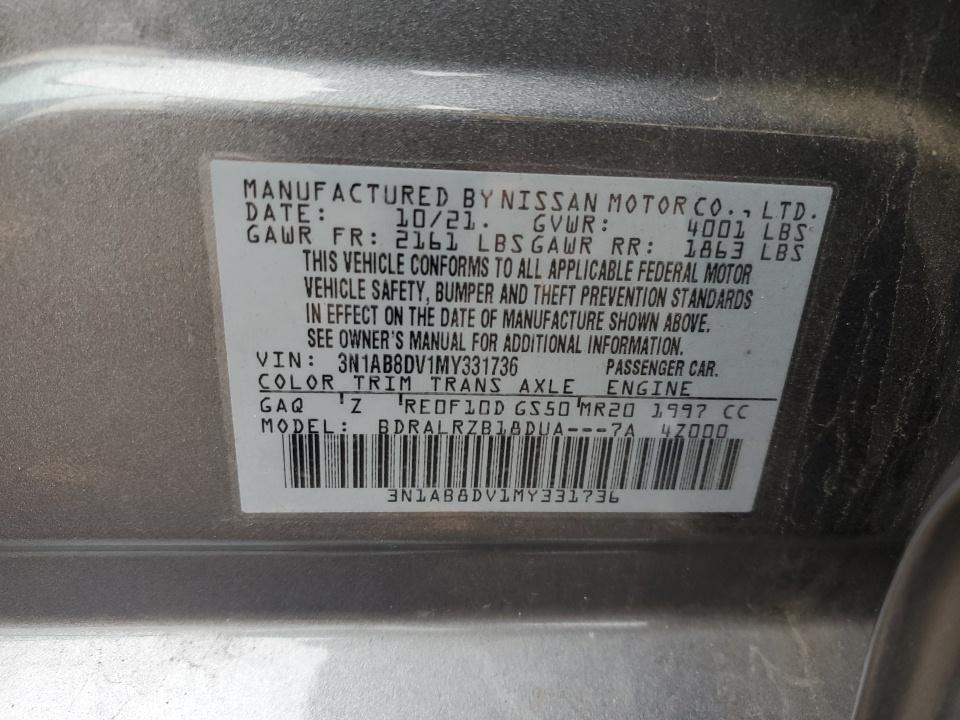 MANUFACTURED BY NISSAN MOTOR CO., LTD.
DATE: 10/21. GVWR: 4001 LBS
GAWR FR: 2161 LBS GAWR RR: 1863 LBS
THIS VEHICLE CONFORMS TO ALL APPLICABLE FEDERAL MOTOR
VEHICLE SAFETY, BUMPER AND THEFT PREVENTION STANDARDS
IN EFFECT ON THE DATE OF MANUFACTURE SHOWN ABOVE.
SEE OWNER'S MANUAL FOR ADDITIONAL INFORMATION.
VIN: 3N1AB8DV1MY331736 PASSENGER CAR.
COLOR TRIM TRANS AXLE ENGINE
GAQ Z RE0F10D GS50 MR20 1997 CC
MODEL: BDRALRZB18DUA---7A 4Z000
3N1AB8DV1MY331736